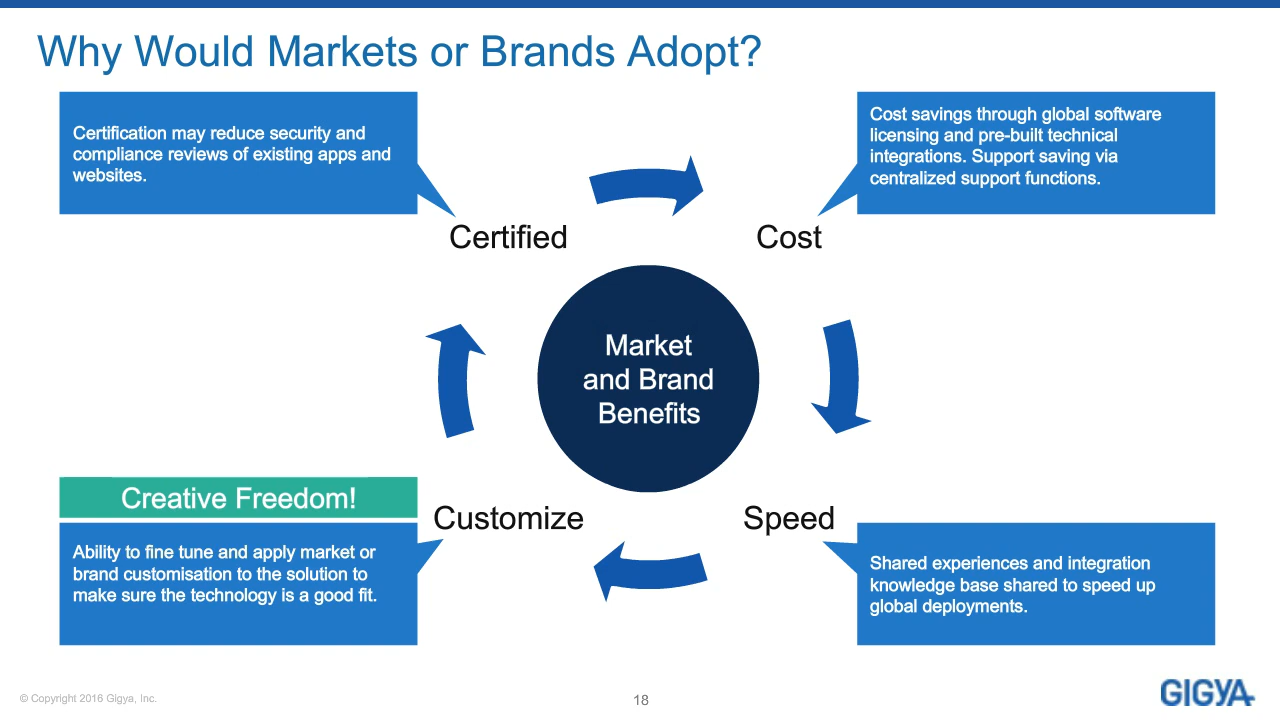 Why Would Markets or Brands Adopt?
Certification may reduce security and
compliance reviews of existing apps and
websites.
Cost savings through global software
licensing and pre-built technical
integrations. Support saving via
centralized support functions.
Certified
Cost
Market
and Brand
Benefits
Creative Freedom!
Customize
Speed
Ability to fine tune and apply market or
brand customisation to the solution to
make sure the technology is a good fit.
Shared experiences and integration
knowledge base shared to speed up
global deployments.
© Copyright 2016 Gigya, Inc.
18
GIGYA